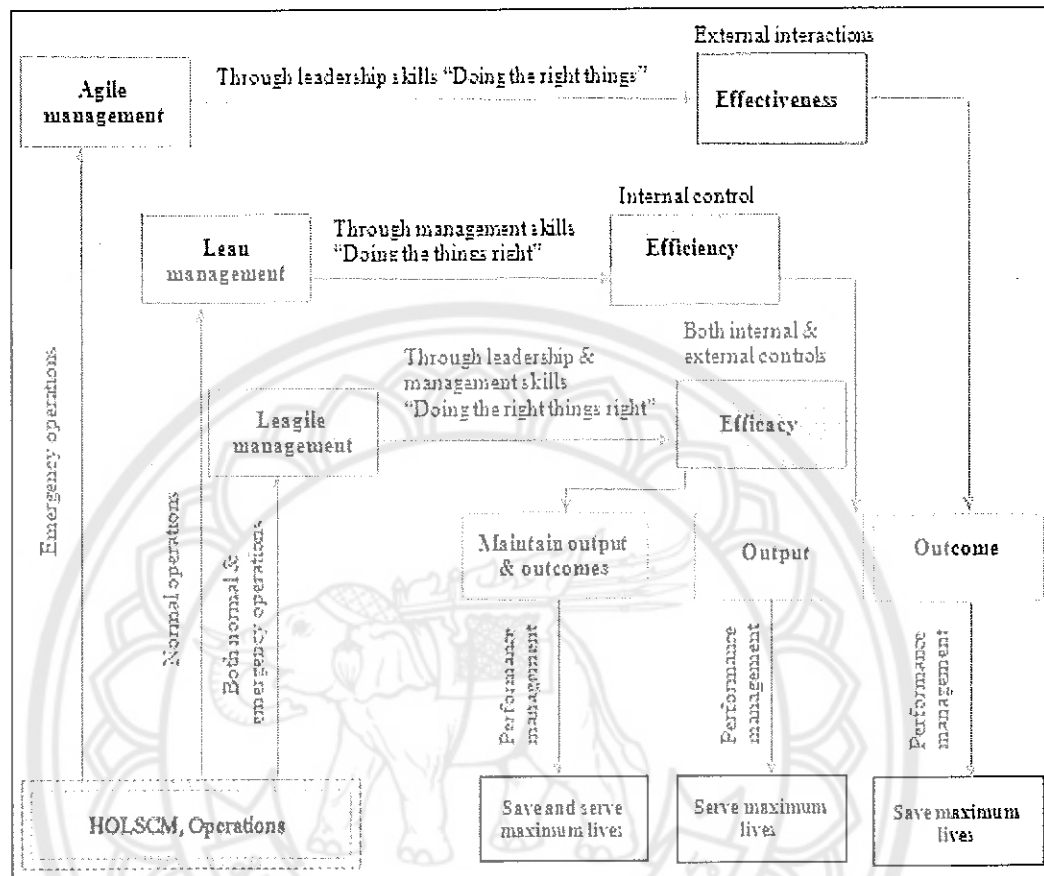 External interactions
Agile
management
Through leadership skills “Doing the right things”
Effectiveness
Internal control
Lean
management
Through management skills
“Doing the things right”
Efficiency
Both internal &
external controls
Through leadership &
management skills
“Doing the right things right”
Leagile
management
Efficacy
Emergency operations
Normal operations
Both normal &
emergency operations
Maintain output
& outcomes
Output
Outcome
Performance
management
Performance
management
Performance
management
HOLSCM, Operations
Save and serve
maximum lives
Serve maximum
lives
Save maximum
lives